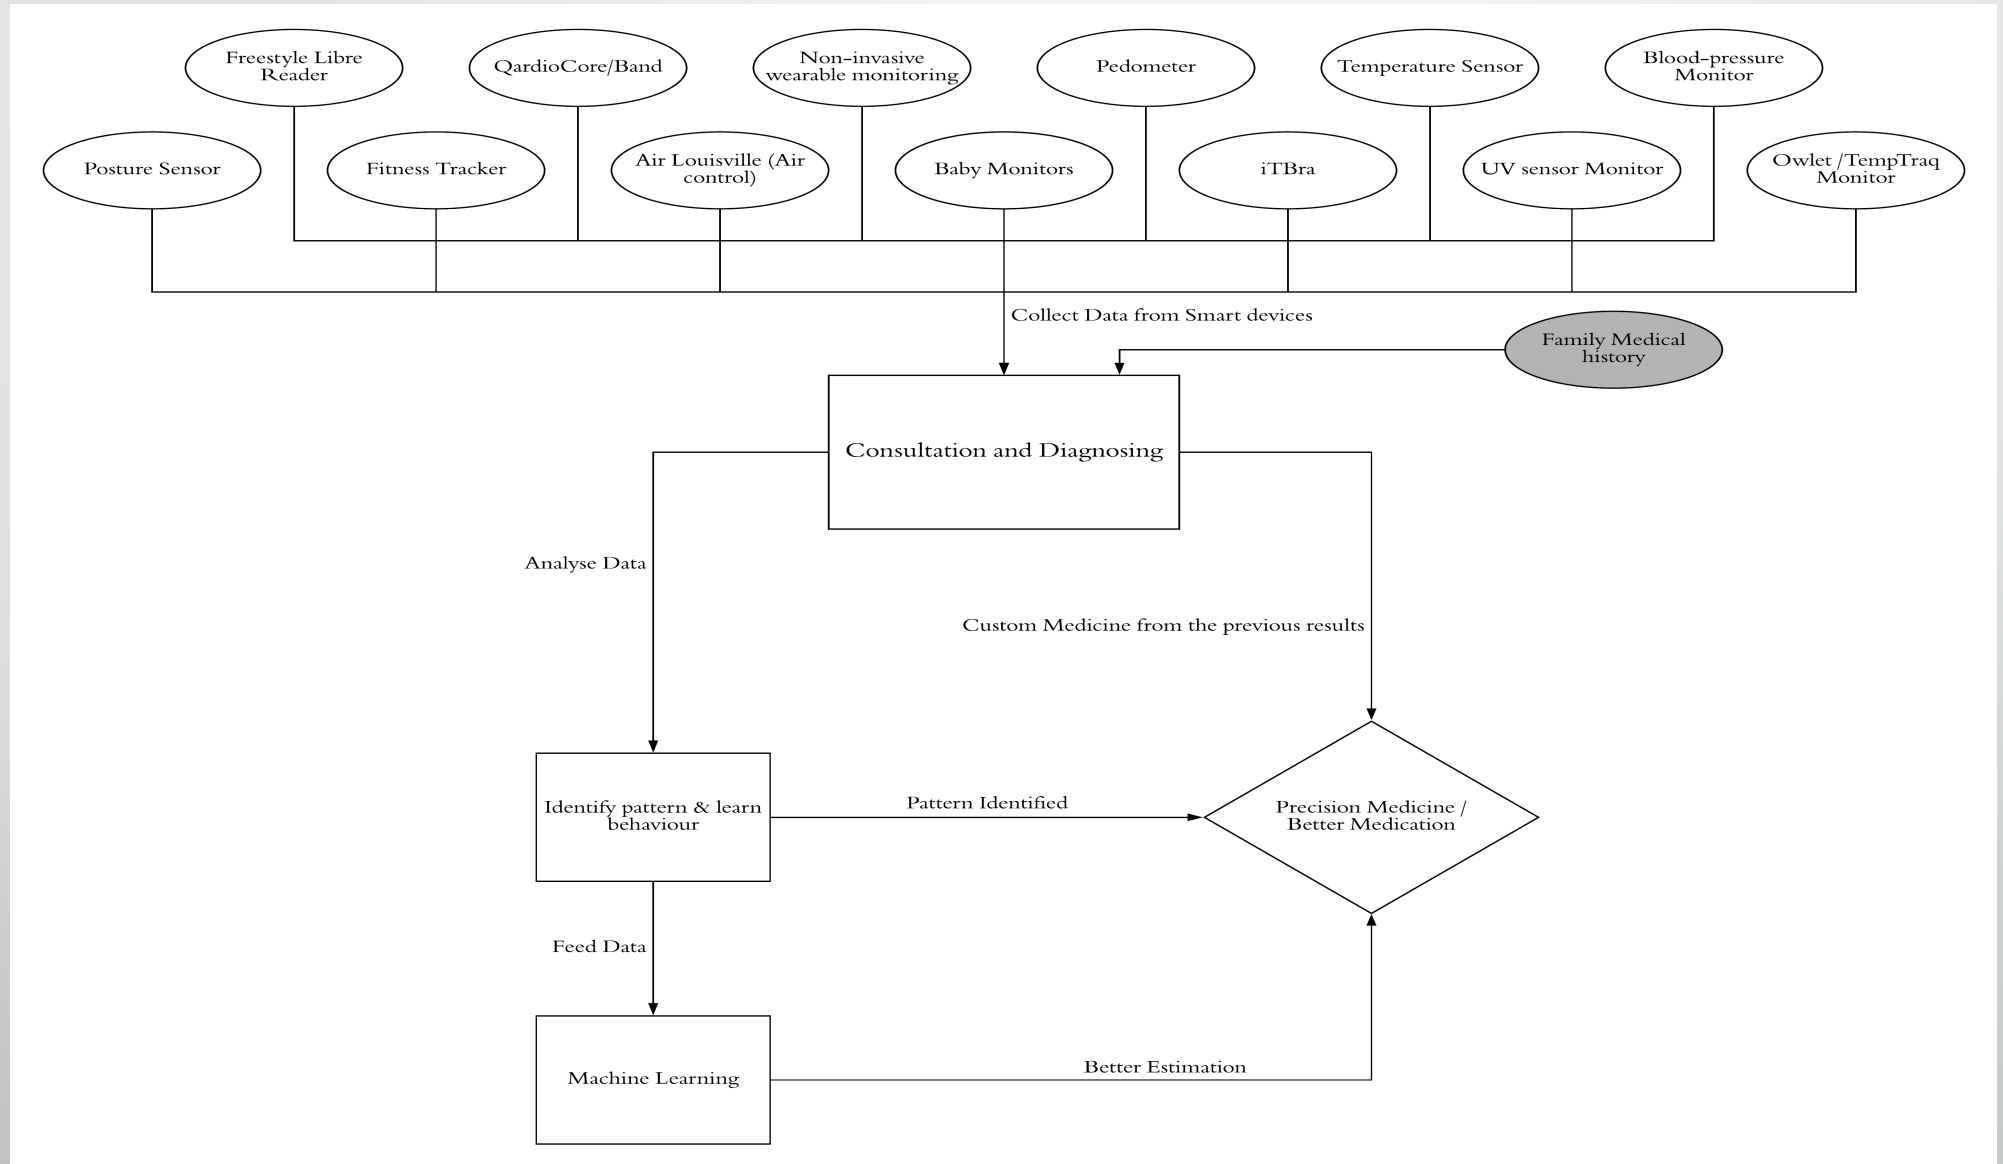 Freestyle Libre
Reader
QardioCore/Band
Non-invasive
wearable monitoring
Pedometer
Temperature Sensor
Blood-pressure
Monitor
Posture Sensor
Fitness Tracker
Air Louisville (Air
control)
Baby Monitors
iTBra
UV sensor Monitor
Owlet /TempTraq
Monitor
Collect Data from Smart devices
Family Medical
history
Consultation and Diagnosing
Analyse Data
Custom Medicine from the previous results
Identify pattern & learn
behaviour
Pattern Identified
Precision Medicine /
Better Medication
Feed Data
Machine Learning
Better Estimation